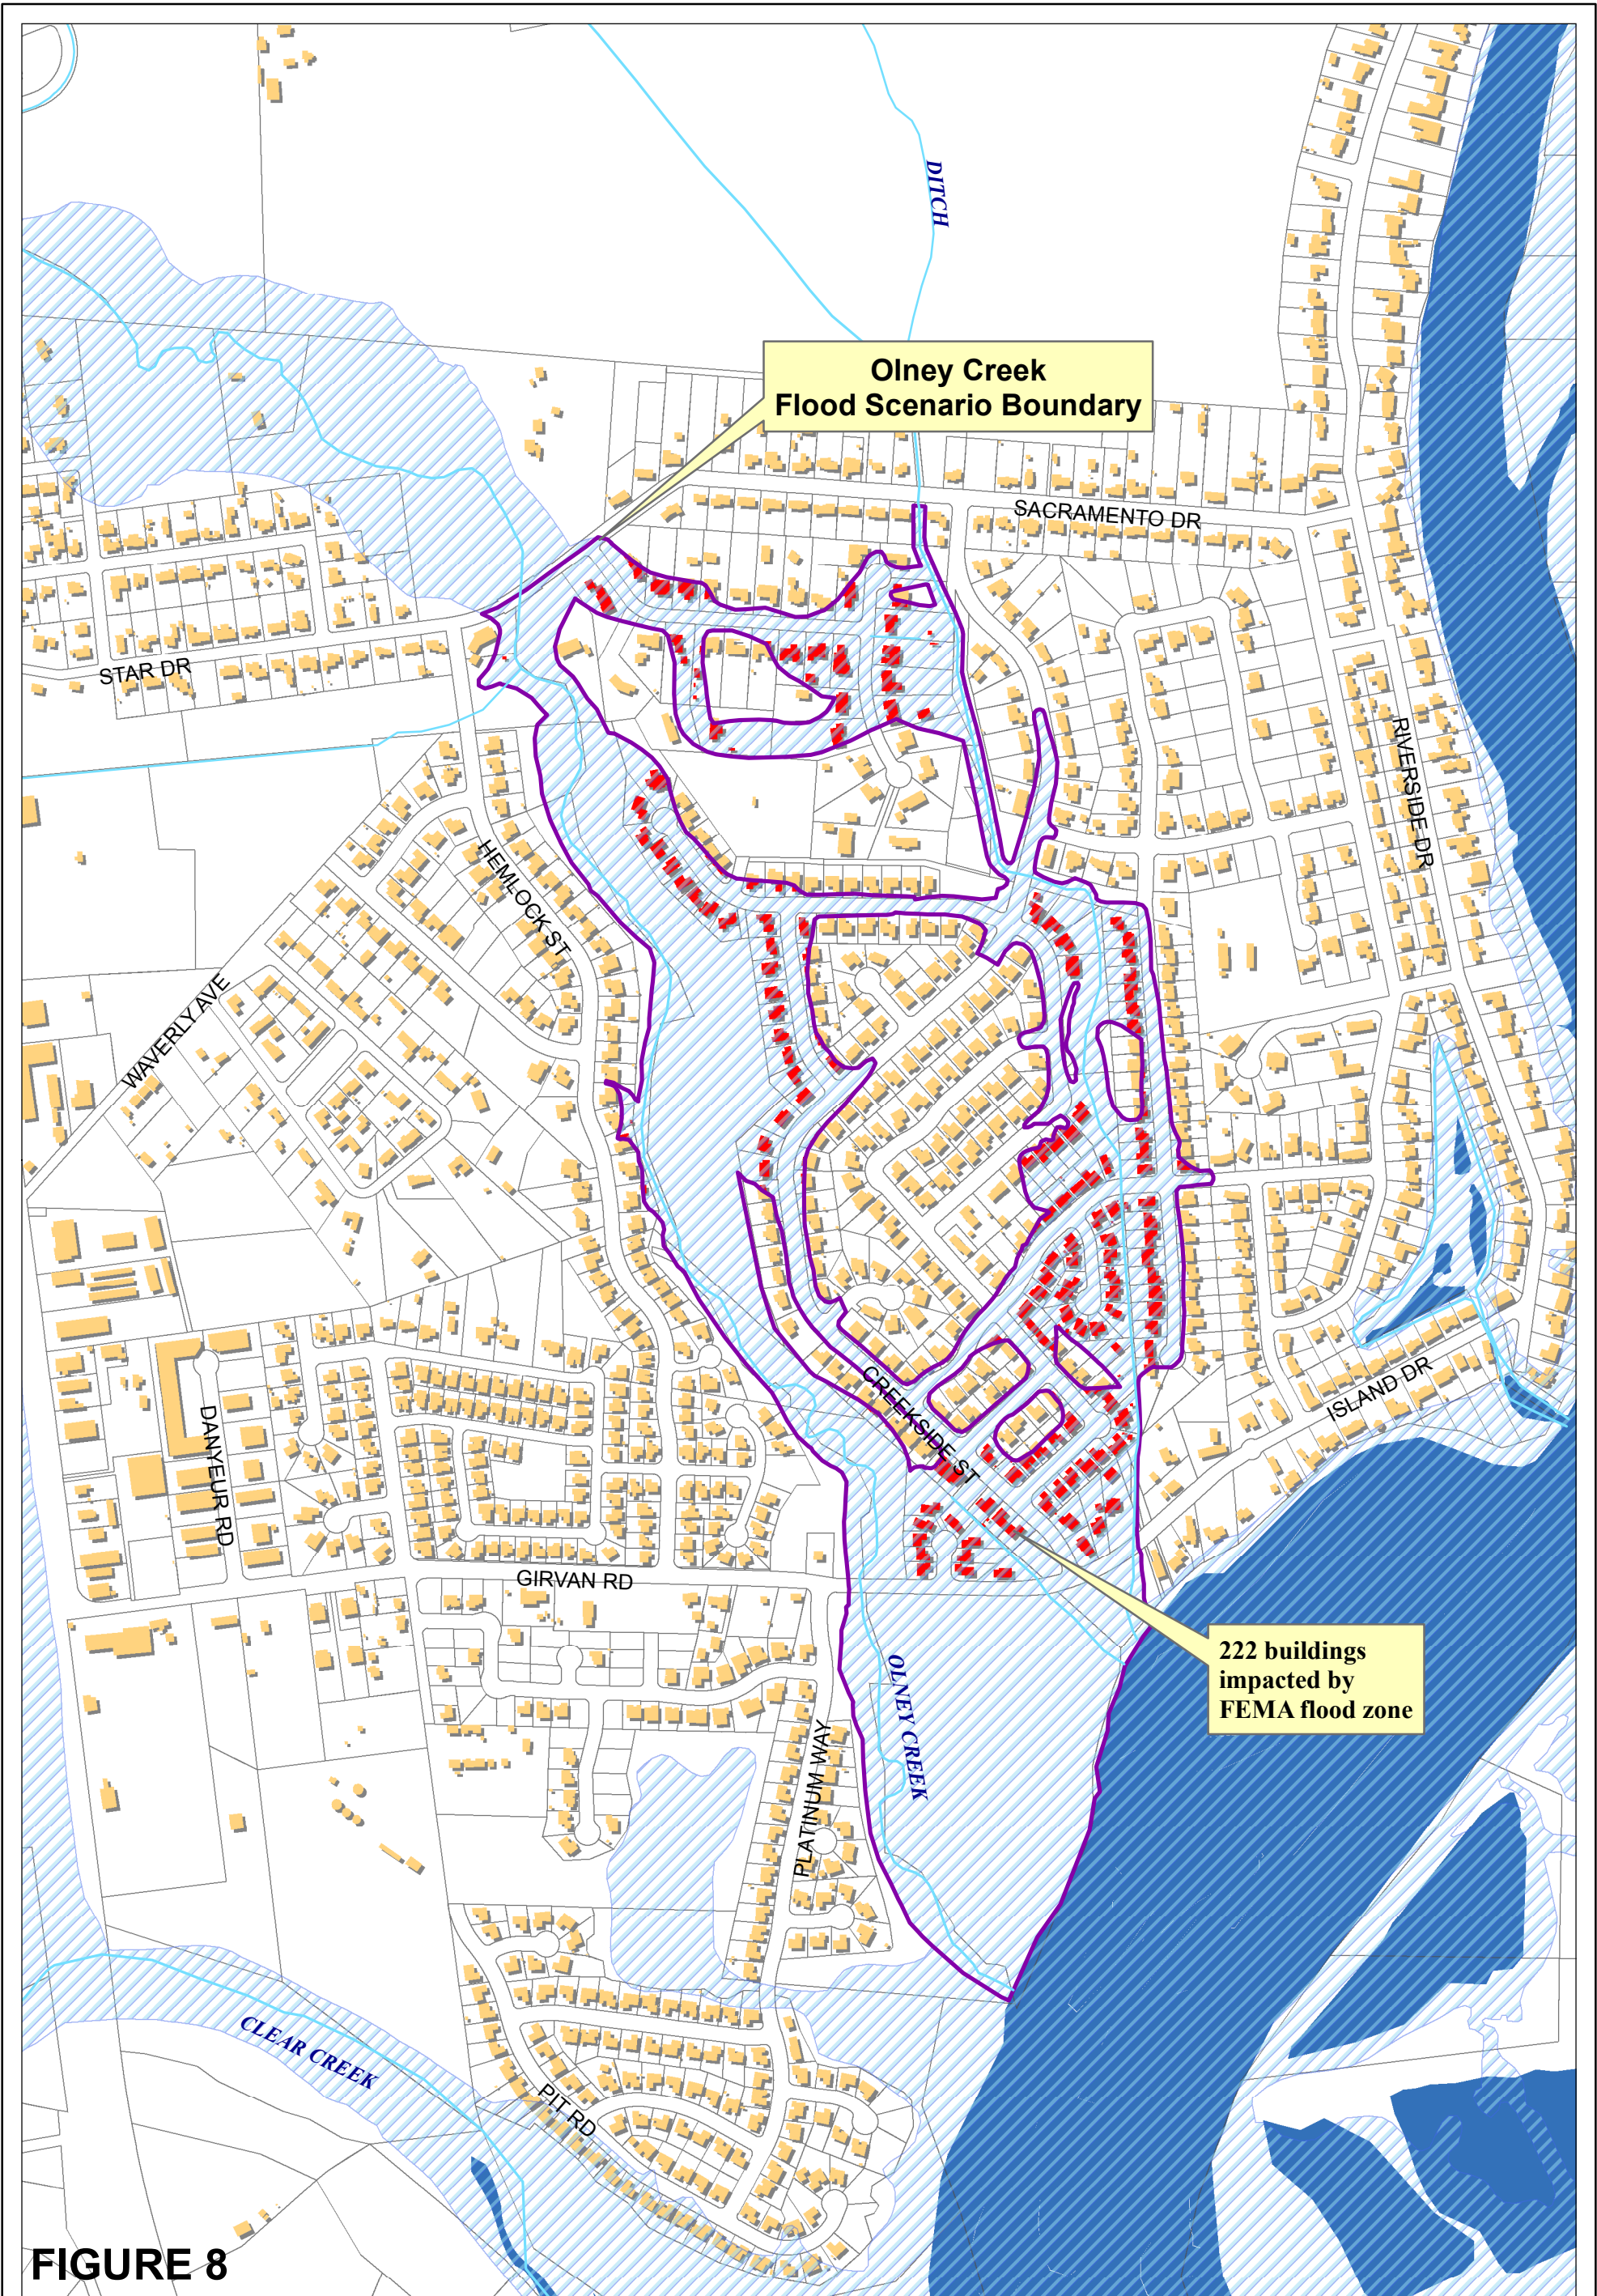 DITCH
Olney Creek
Flood Scenario Boundary
SACRAMENTO DR
STAR DR
RIVERSIDE DR
HEMLOCK ST
WAVERLY AVE
CREEKSIDE ST
ISLAND DR
DANYEUR RD
GIRVAN RD
222 buildings
impacted by
FEMA flood zone
OLNEY CREEK
PLATINUM WAY
CLEAR CREEK
PIT RD
FIGURE 8